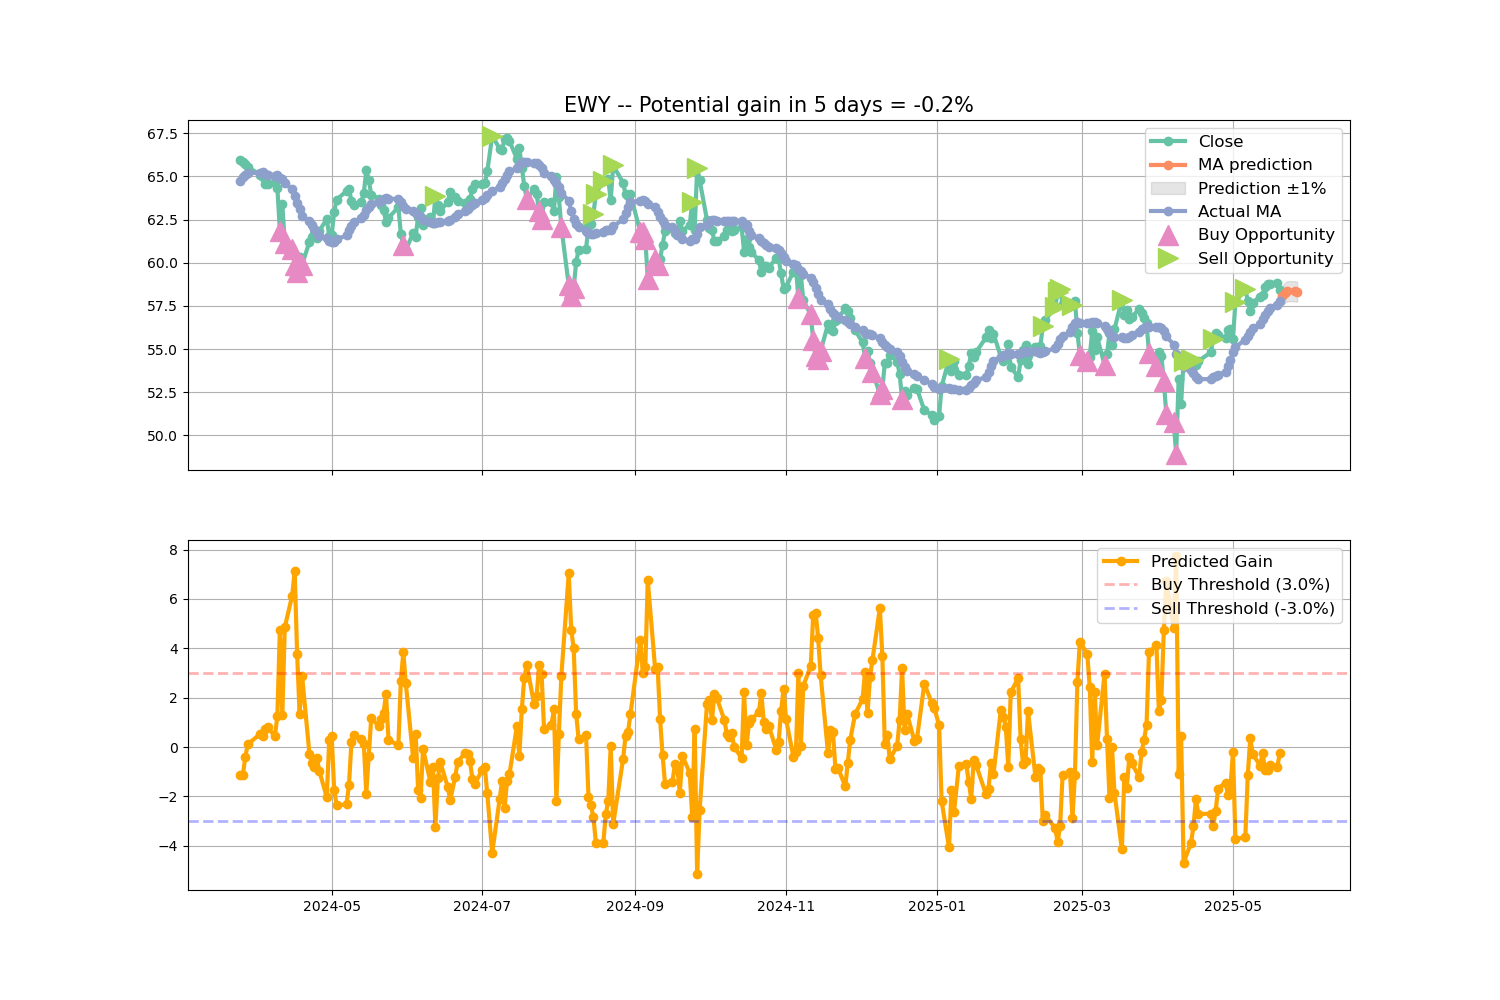 EWY -- Potential gain in 5 days = -0.2%
67.5
65.0
62.5
60.0
57.5
55.0
52.5
50.0
Close
MA prediction
Prediction ±1%
Actual MA
Buy Opportunity
Sell Opportunity
8
6
4
2
0
−2
−4
Predicted Gain
Buy Threshold (3.0%)
Sell Threshold (-3.0%)
2024-05
2024-07
2024-09
2024-11
2025-01
2025-03
2025-05